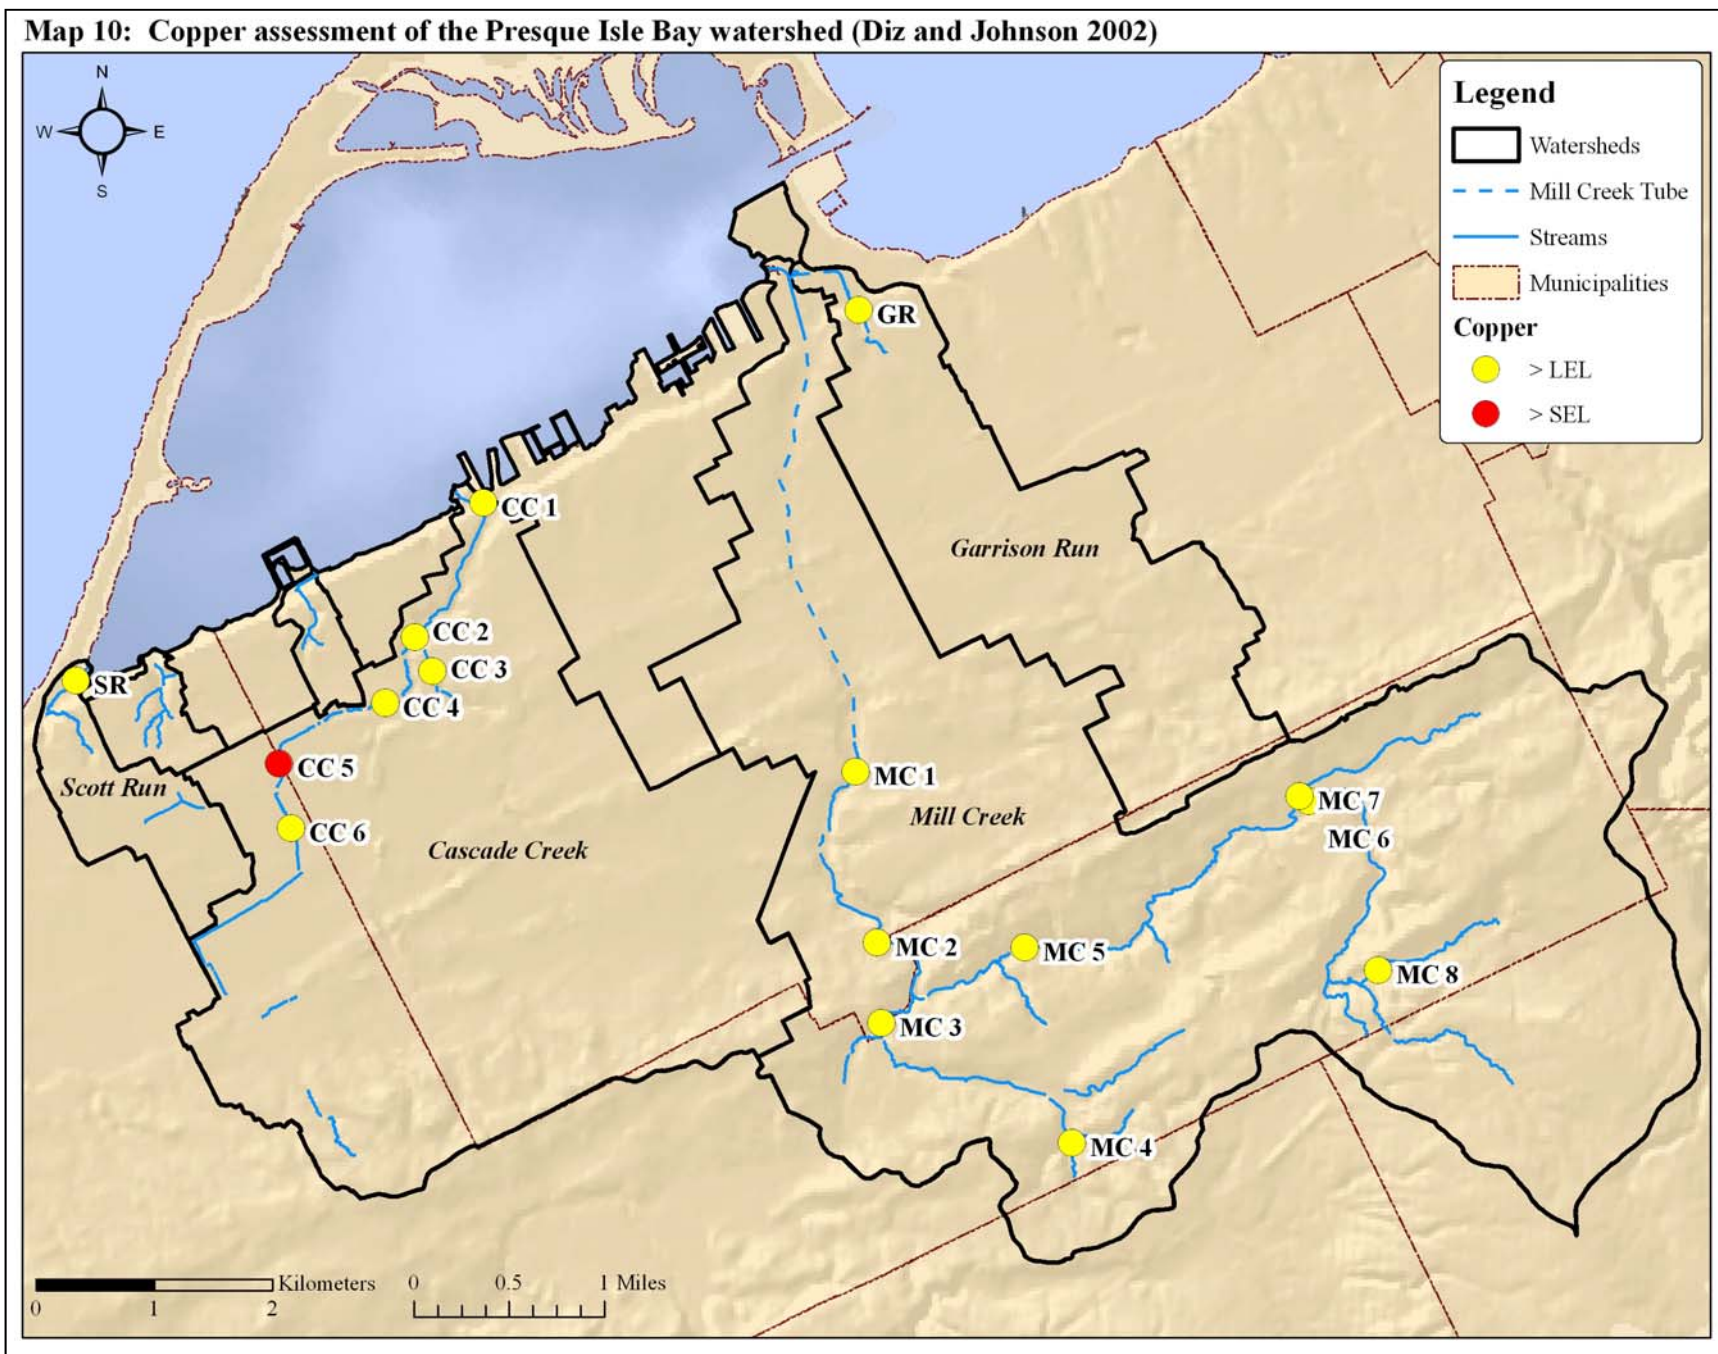 Map 10: Copper assessment of the Presque Isle Bay watershed (Diz and Johnson 2002)
N
W E
S
Legend
Watersheds
Mill Creek Tube
Streams
Municipalities
Copper
> LEL
> SEL
GR
CC 1
Garrison Run
CC 2
CC 3
SR
CC 4
CC 5
MC 1
Scott Run
MC 7
Mill Creek
CC 6
MC 6
Cascade Creek
MC 2
MC 5
MC 8
MC 3
MC 4
Kilometers
0 1 2
0 0.5 1 Miles